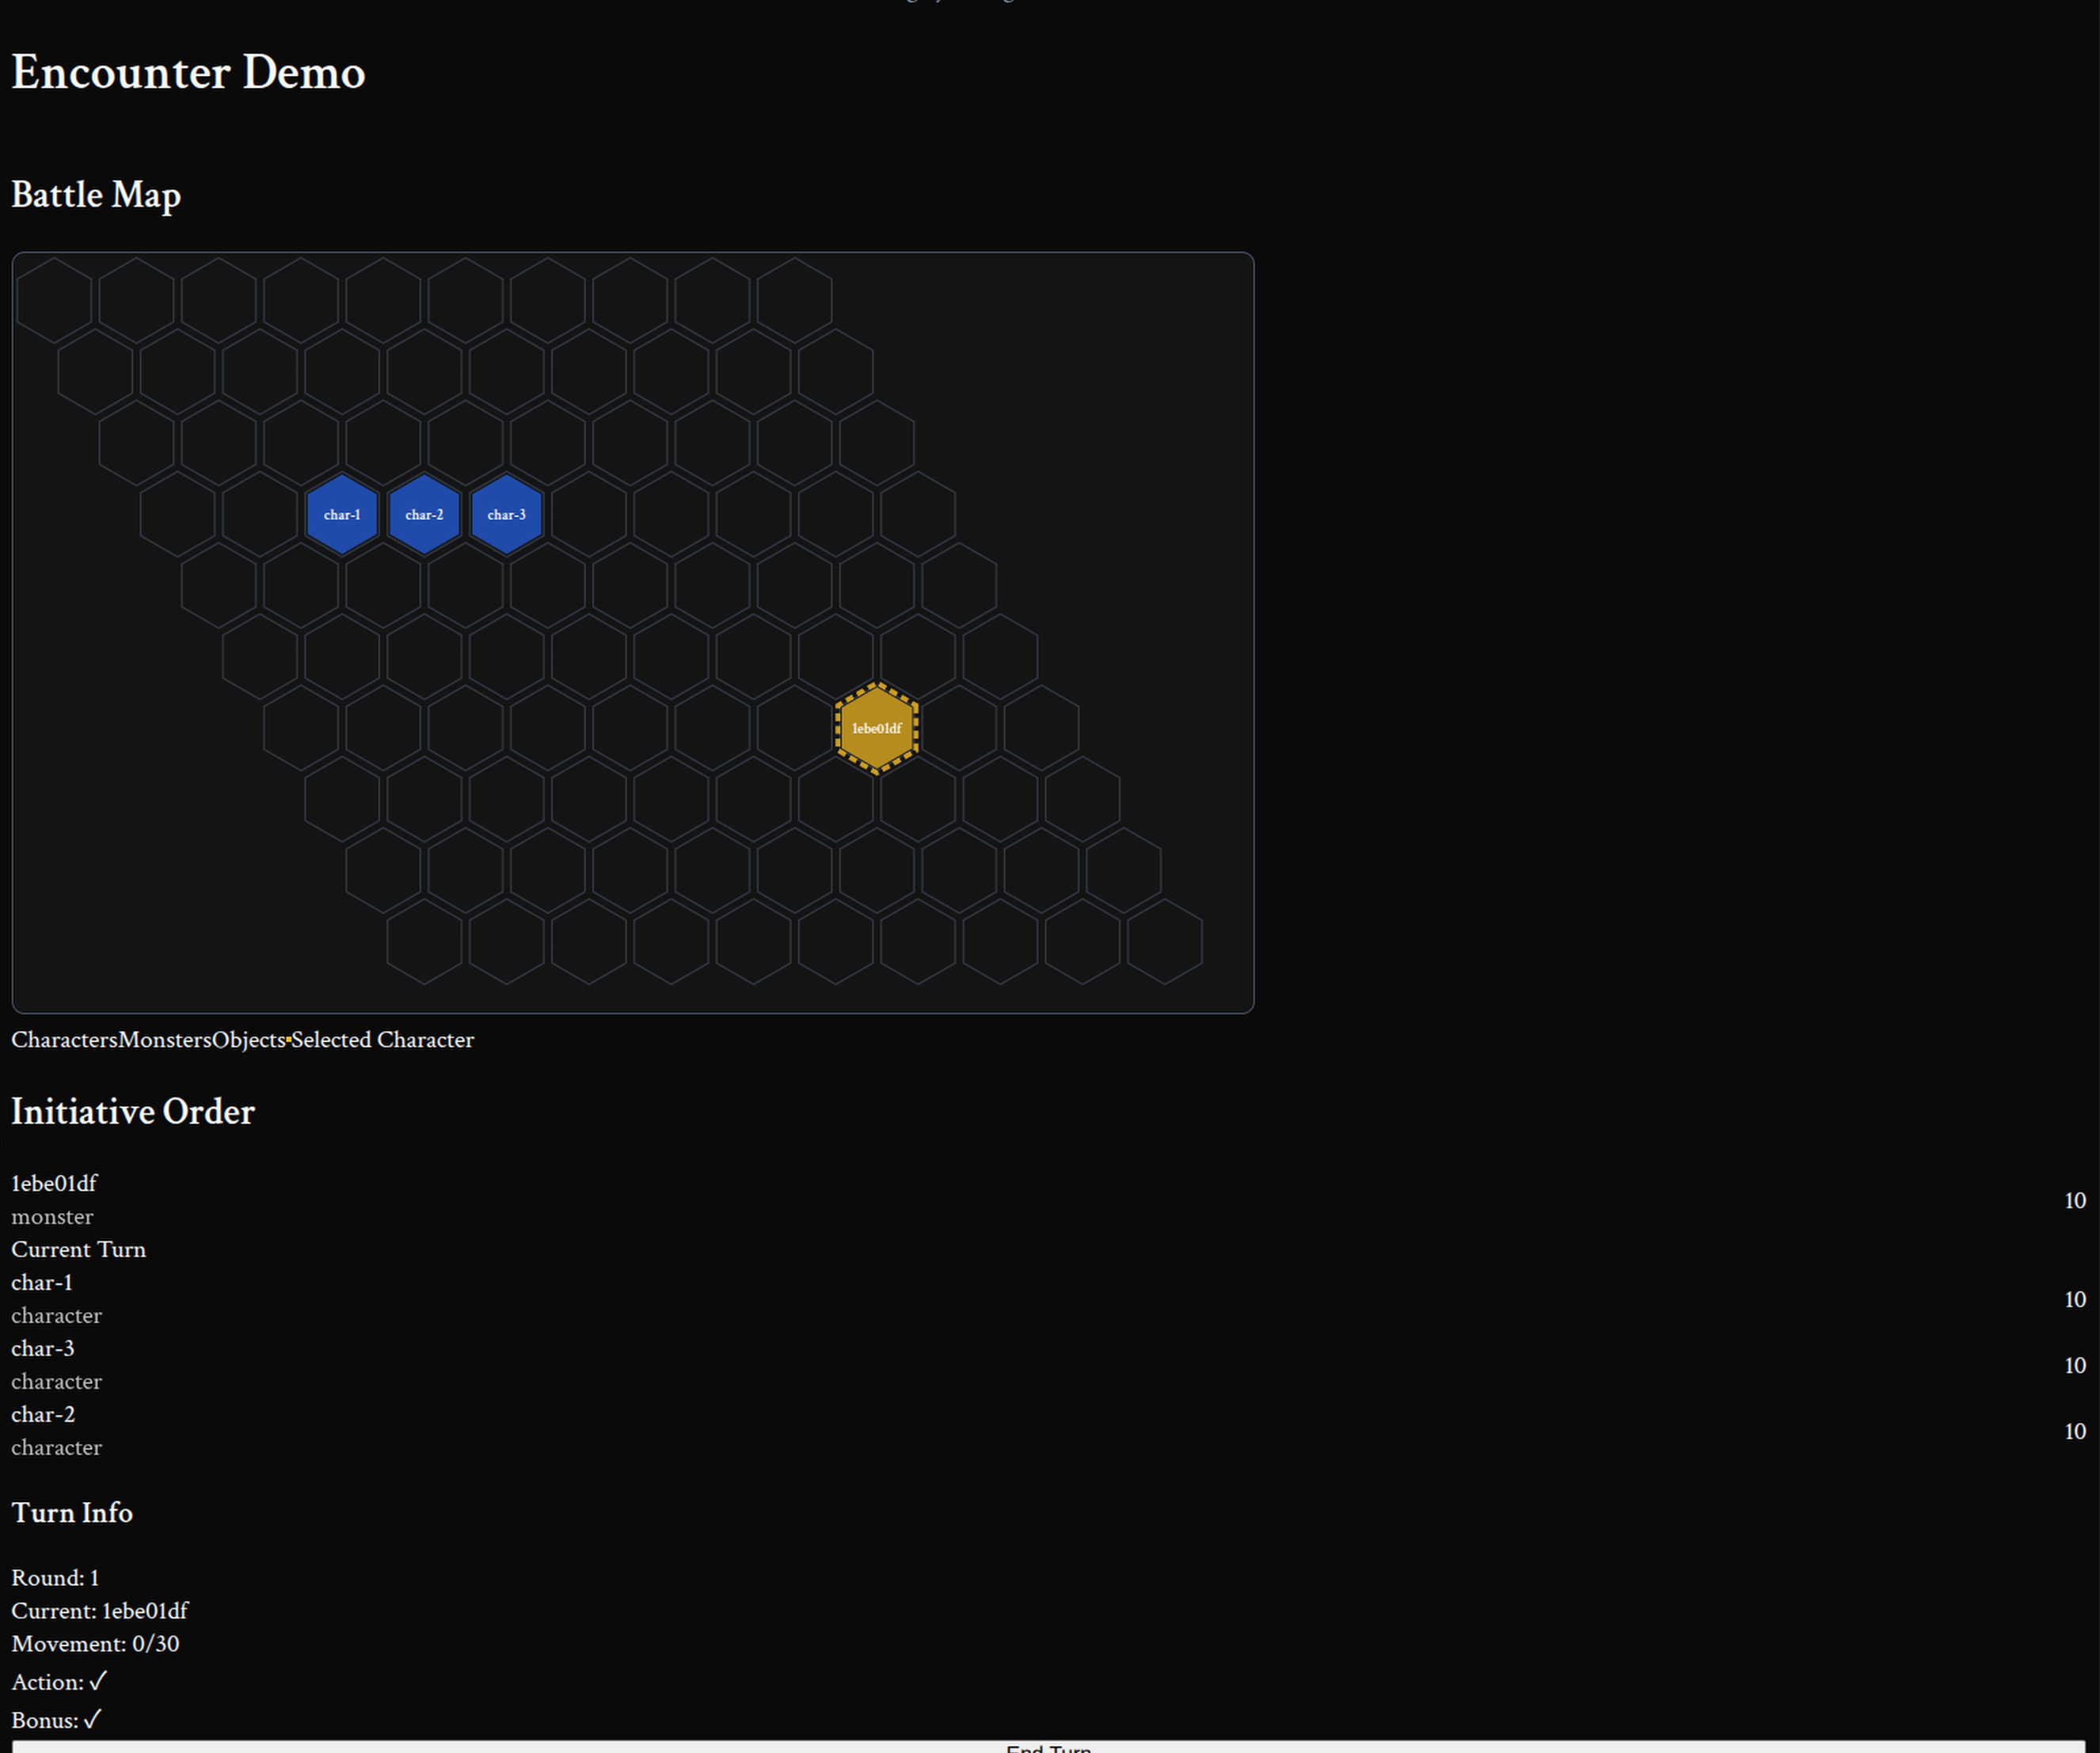 Encounter Demo
Battle Map
char-1 char-2 char-3
1ebe01df
CharactersMonstersObjectsSelected Character
Initiative Order
1ebe01df
monster
10
Current Turn
char-1
character
10
char-3
character
10
char-2
character
10
Turn Info
Round: 1
Current: 1ebe01df
Movement: 0/30
Action: ✓
Bonus: ✓
End Turn